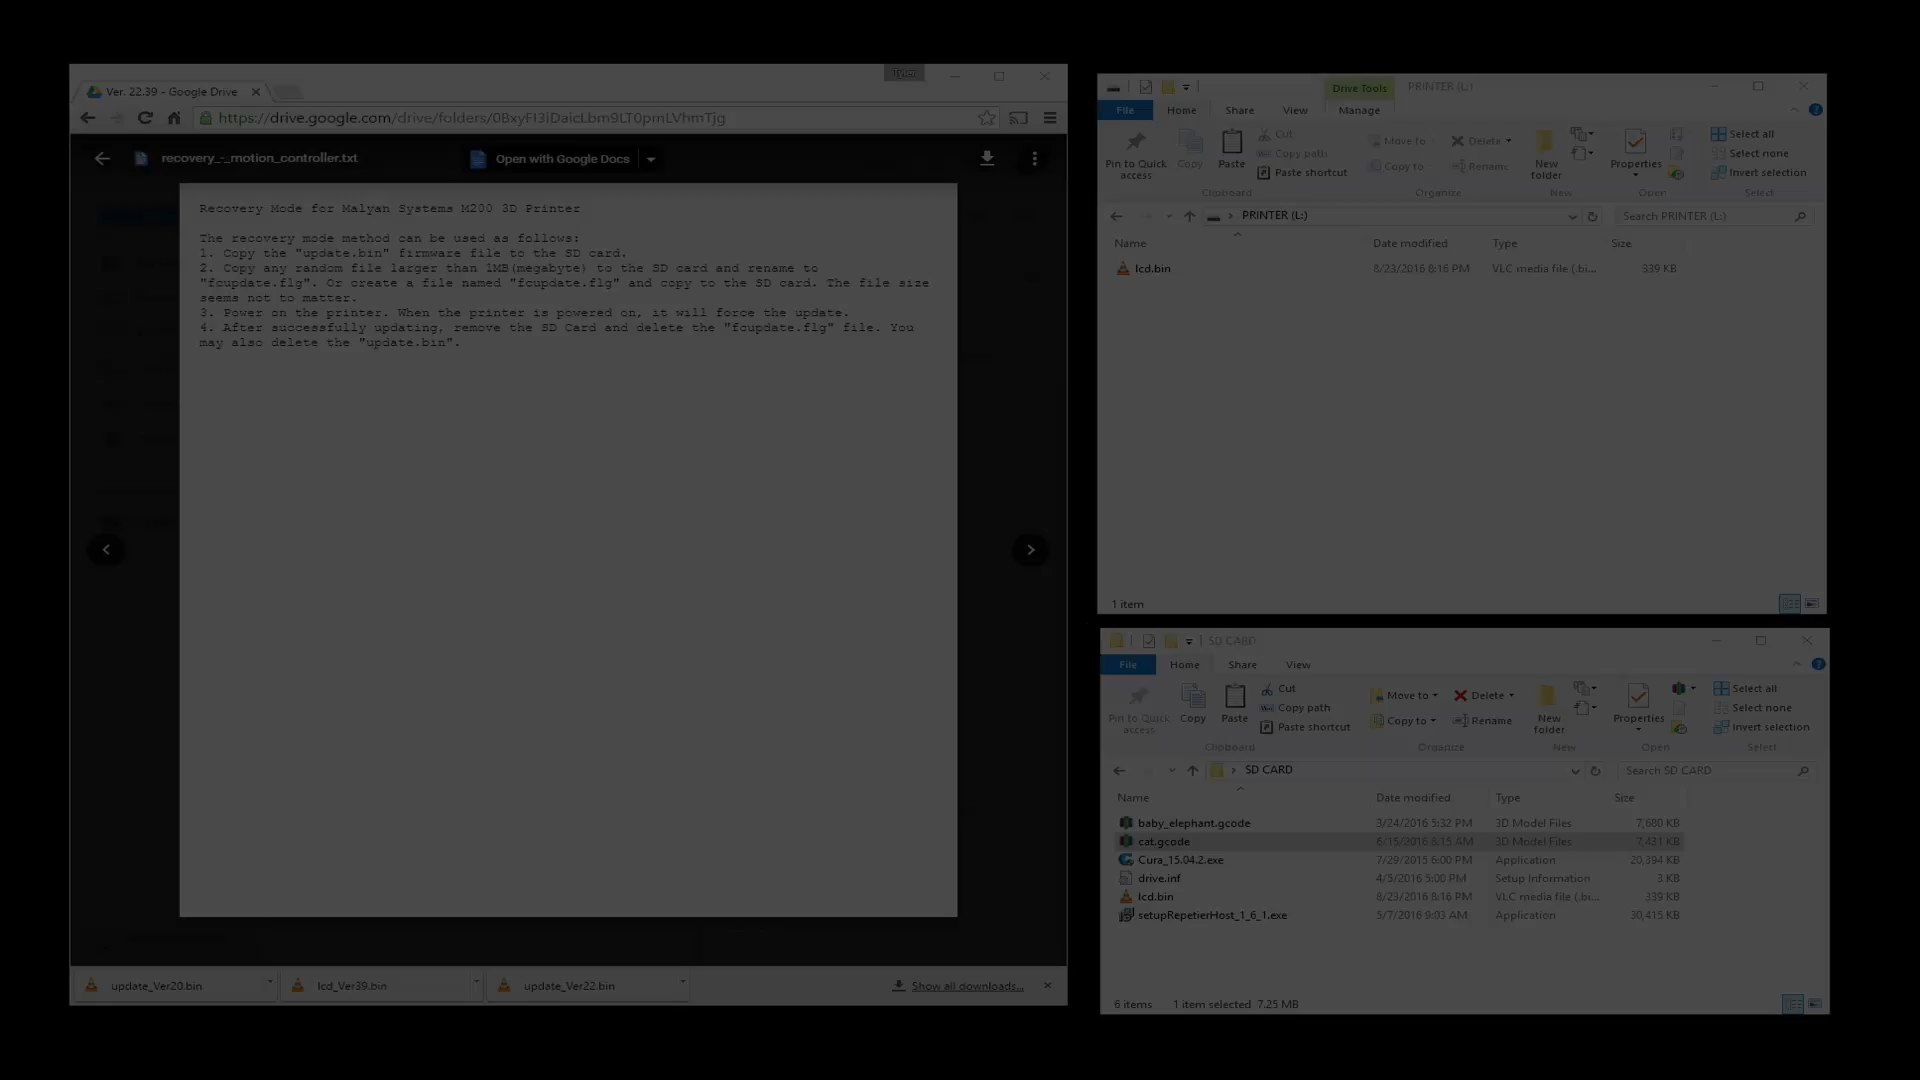 Tyler
Ver. 22.39 - Google Drive
https://drive.google.com/drive/folders/0BxyFI3iDaicLbm9LT0pmLVhmTjg
recovery_-_motion_controller.txt
Open with Google Docs
Recovery Mode for Malyan Systems M200 3D Printer
The recovery mode method can be used as follows:
1. Copy the "update.bin" firmware file to the SD card.
2. Copy any random file larger than 1MB(megabyte) to the SD card and rename to
"fcupdate.flg". Or create a file named "fcupdate.flg" and copy to the SD card. The file size
seems not to matter.
3. Power on the printer. When the printer is powered on, it will force the update.
4. After successfully updating, remove the SD Card and delete the "fcupdate.flg" file. You
may also delete the "update.bin".
update_Ver20.bin
lcd_Ver39.bin
update_Ver22.bin
Show all downloads...
Drive Tools
PRINTER (L:)
File Home Share View Manage
Pin to Quick
access
Copy
Paste
Cut
Copy path
Paste shortcut
Move to
Copy to
Delete
Rename
New
folder
Properties
Select all
Select none
Invert selection
Clipboard Organize New Open Select
PRINTER (L:)
Search PRINTER (L:)
Name Date modified Type Size
lcd.bin 8/23/2016 8:16 PM VLC media file (.bi... 339 KB
1 item
SD CARD
File Home Share View
Pin to Quick
access
Copy
Paste
Cut
Copy path
Paste shortcut
Move to
Copy to
Delete
Rename
New
folder
Properties
Select all
Select none
Invert selection
Clipboard Organize New Open Select
SD CARD
Search SD CARD
Name Date modified Type Size
baby_elephant.gcode 3/24/2016 5:32 PM 3D Model Files 7,680 KB
cat.gcode 6/15/2016 8:15 AM 3D Model Files 7,431 KB
Cura_15.04.2.exe 7/29/2015 6:00 PM Application 20,394 KB
drive.inf 4/5/2016 5:00 PM Setup Information 3 KB
lcd.bin 8/23/2016 8:16 PM VLC media file (.bi... 339 KB
setupRepetierHost_1_6_1.exe 5/7/2016 9:03 AM Application 30,415 KB
6 items 1 item selected 7.25 MB